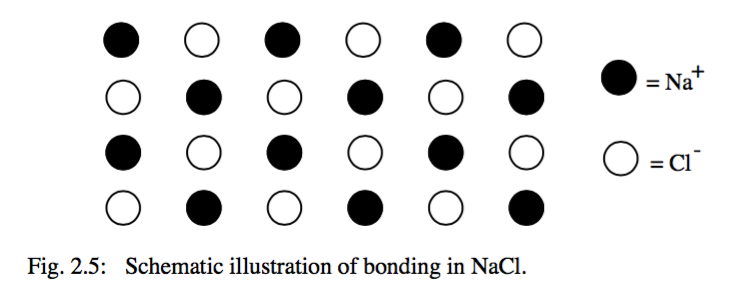 = Na⁺
= Cl⁻
Fig. 2.5: Schematic illustration of bonding in NaCl.